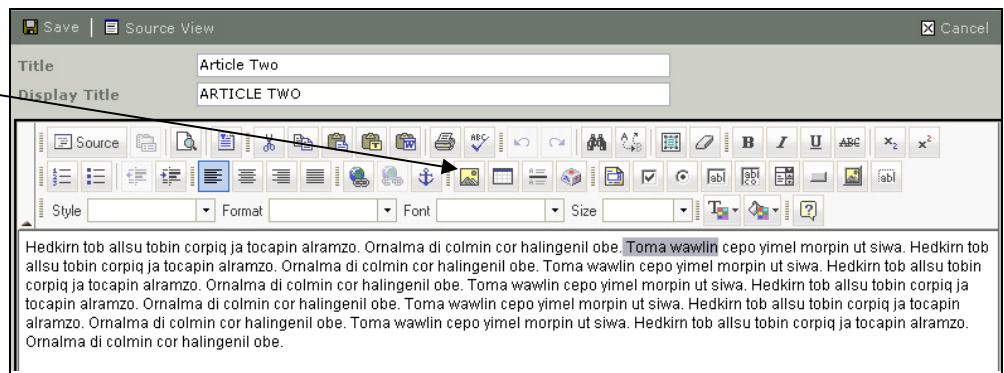 Save | Source View Cancel
Title Article Two
Display Title ARTICLE TWO
Source ABC B I U ABC x₂ x²
abl ab| abl
Style Format Font Size
Hedkirn tob allsu tobin corpiq ja tocapin alramzo. Ornalma di colmin cor halingenil obe. Toma wawlin cepo yimel morpin ut siwa. Hedkirn tob
allsu tobin corpiq ja tocapin alramzo. Ornalma di colmin cor halingenil obe. Toma wawlin cepo yimel morpin ut siwa. Hedkirn tob allsu tobin
corpiq ja tocapin alramzo. Ornalma di colmin cor halingenil obe. Toma wawlin cepo yimel morpin ut siwa. Hedkirn tob allsu tobin corpiq ja
tocapin alramzo. Ornalma di colmin cor halingenil obe. Toma wawlin cepo yimel morpin ut siwa. Hedkirn tob allsu tobin corpiq ja tocapin
alramzo. Ornalma di colmin cor halingenil obe. Toma wawlin cepo yimel morpin ut siwa. Hedkirn tob allsu tobin corpiq ja tocapin alramzo.
Ornalma di colmin cor halingenil obe.